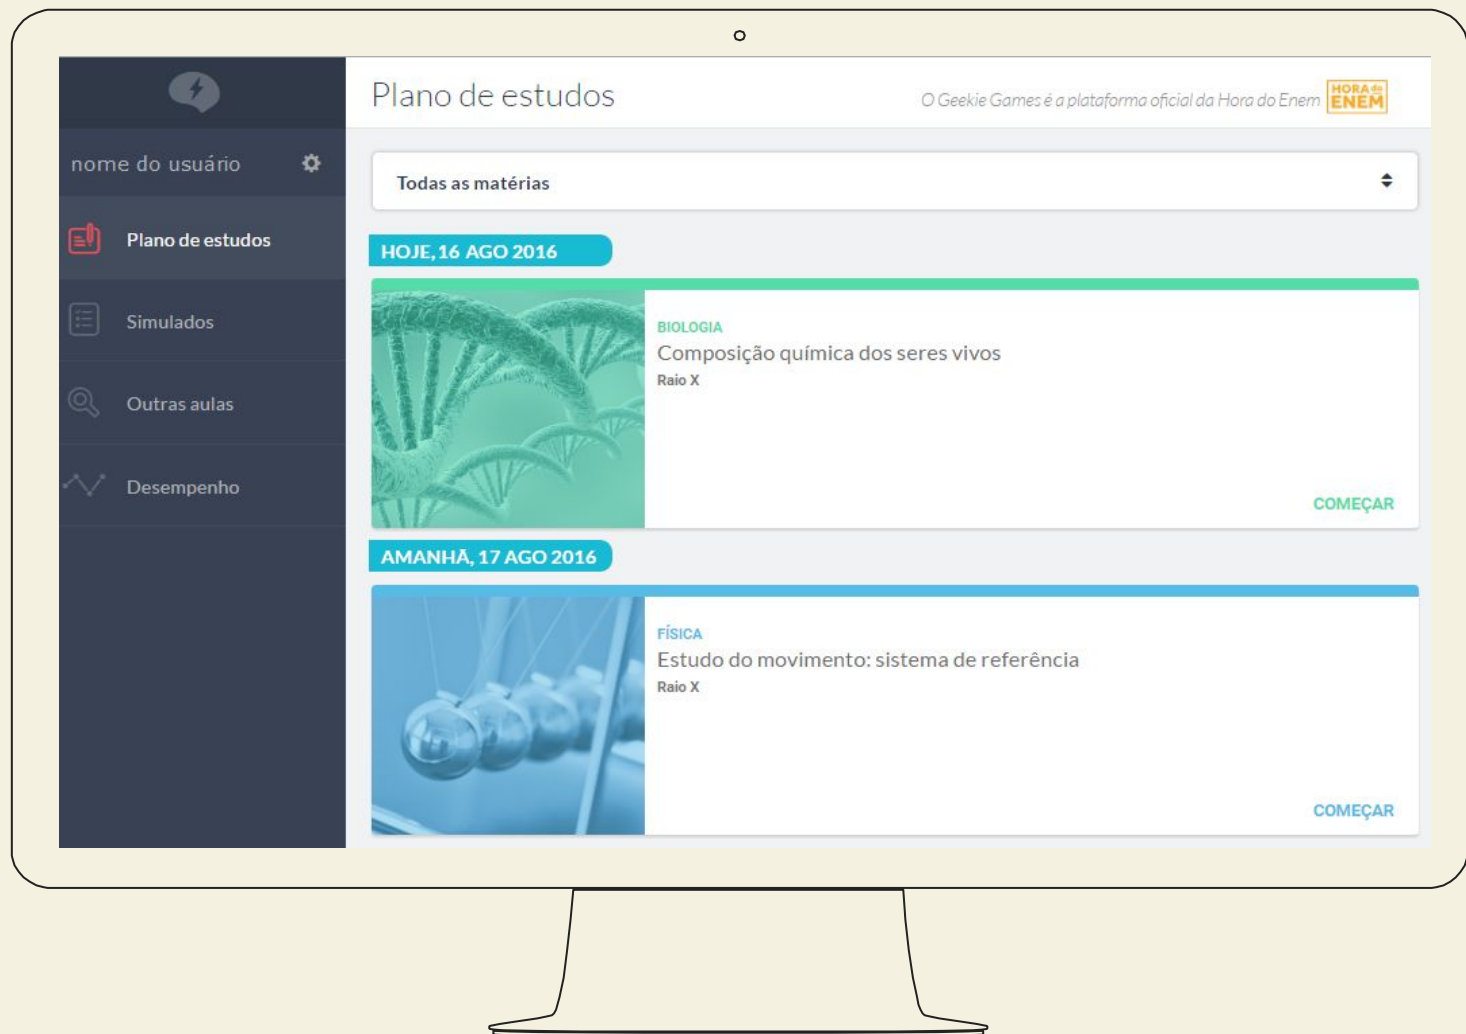 Plano de estudos
O Geekie Games é a plataforma oficial da Hora do Enem
HORA do
ENEM
nome do usuário
Plano de estudos
Simulados
Outras aulas
Desempenho
Todas as matérias
HOJE, 16 AGO 2016
BIOLOGIA
Composição química dos seres vivos
Raio X
COMEÇAR
AMANHÃ, 17 AGO 2016
FÍSICA
Estudo do movimento: sistema de referência
Raio X
COMEÇAR